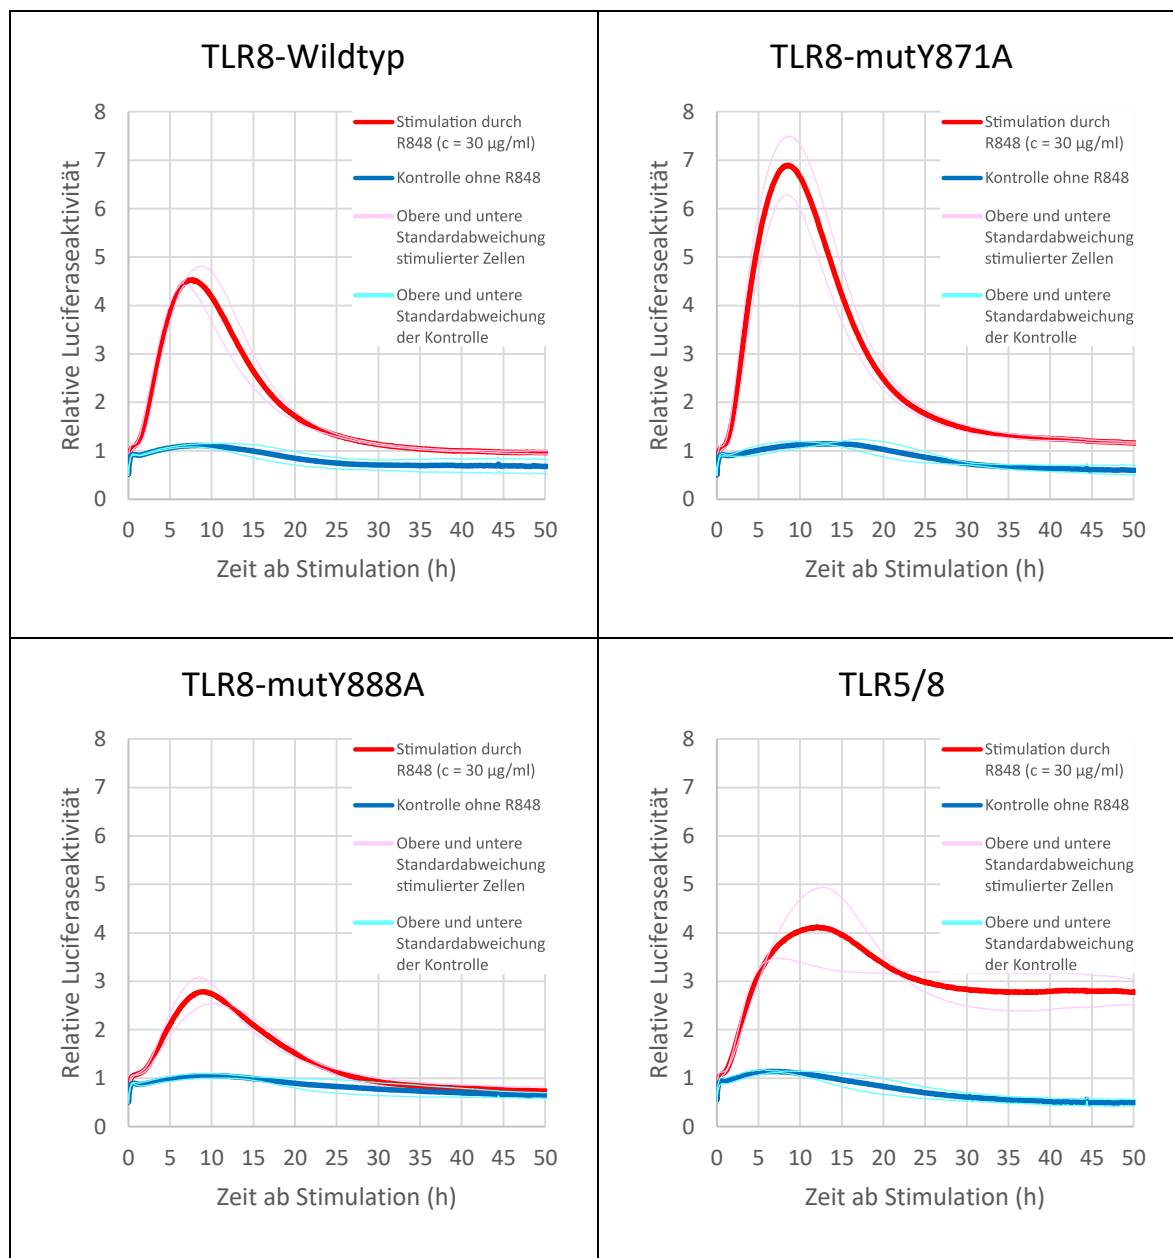 TLR8-Wildtyp
Relative Luciferaseaktivität
8
7
6
5
4
3
2
1
0
Stimulation durch
R848 (c = 30 µg/ml)
Kontrolle ohne R848
Obere und untere
Standardabweichung
stimulierter Zellen
Obere und untere
Standardabweichung
der Kontrolle
0 5 10 15 20 25 30 35 40 45 50
Zeit ab Stimulation (h)
TLR8-mutY871A
Relative Luciferaseaktivität
8
7
6
5
4
3
2
1
0
Stimulation durch
R848 (c = 30 µg/ml)
Kontrolle ohne R848
Obere und untere
Standardabweichung
stimulierter Zellen
Obere und untere
Standardabweichung
der Kontrolle
0 5 10 15 20 25 30 35 40 45 50
Zeit ab Stimulation (h)
TLR8-mutY888A
Relative Luciferaseaktivität
8
7
6
5
4
3
2
1
0
Stimulation durch
R848 (c = 30 µg/ml)
Kontrolle ohne R848
Obere und untere
Standardabweichung
stimulierter Zellen
Obere und untere
Standardabweichung
der Kontrolle
0 5 10 15 20 25 30 35 40 45 50
Zeit ab Stimulation (h)
TLR5/8
Relative Luciferaseaktivität
8
7
6
5
4
3
2
1
0
Stimulation durch
R848 (c = 30 µg/ml)
Kontrolle ohne R848
Obere und untere
Standardabweichung
stimulierter Zellen
Obere und untere
Standardabweichung
der Kontrolle
0 5 10 15 20 25 30 35 40 45 50
Zeit ab Stimulation (h)